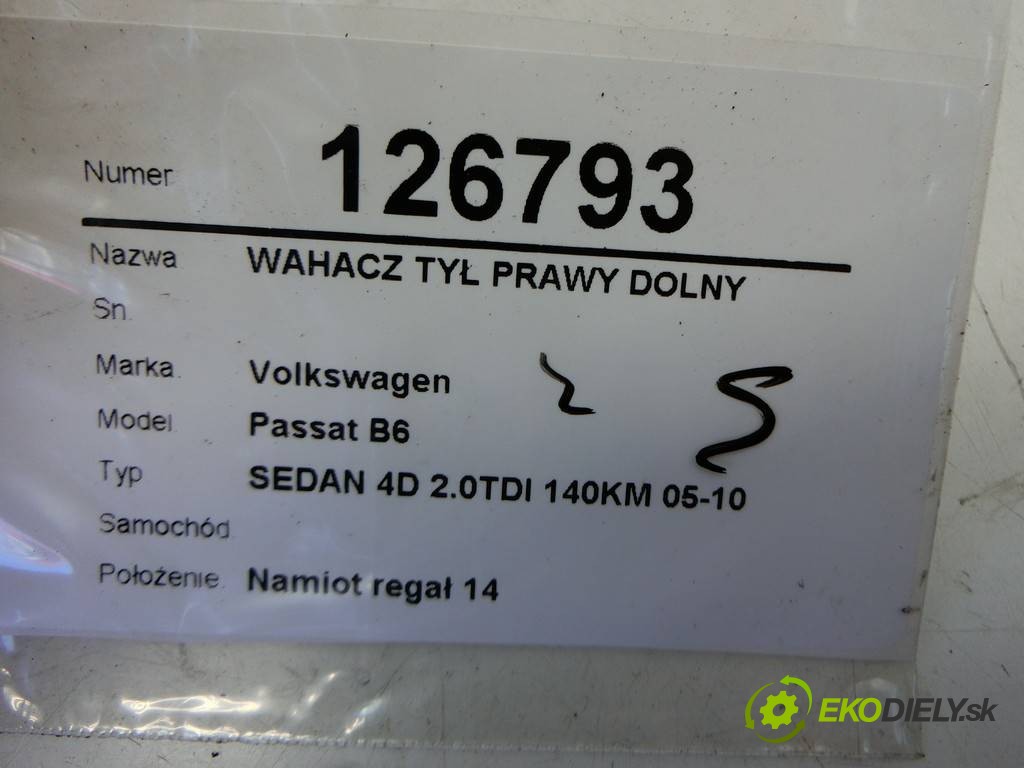 Numer 126793
Nazwa WAHACZ TYŁ PRAWY DOLNY
Sn
Marka Volkswagen
Model Passat B6
Typ SEDAN 4D 2.0TDI 140KM 05-10
Samochód
Położenie Namiot regał 14
EKODIELY.sk